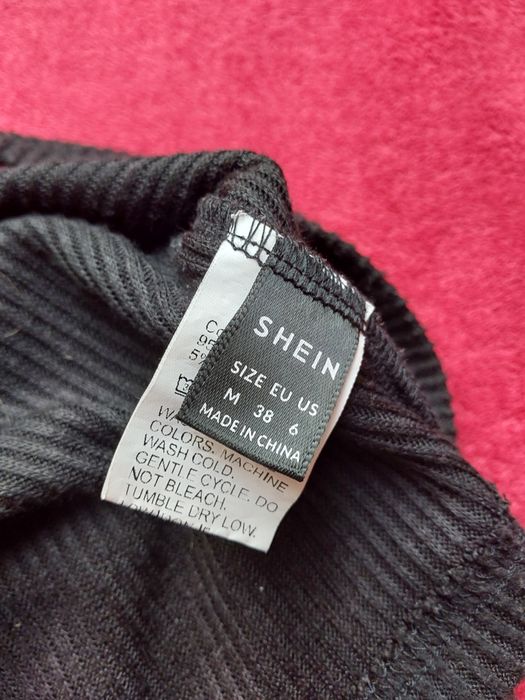 SHEIN
SIZE EU US
M 38 6
MADE IN CHINA
COLORS. MACHINE
WASH COLD.
GENTLE CYCLE. DO
NOT BLEACH.
TUMBLE DRY LOW.